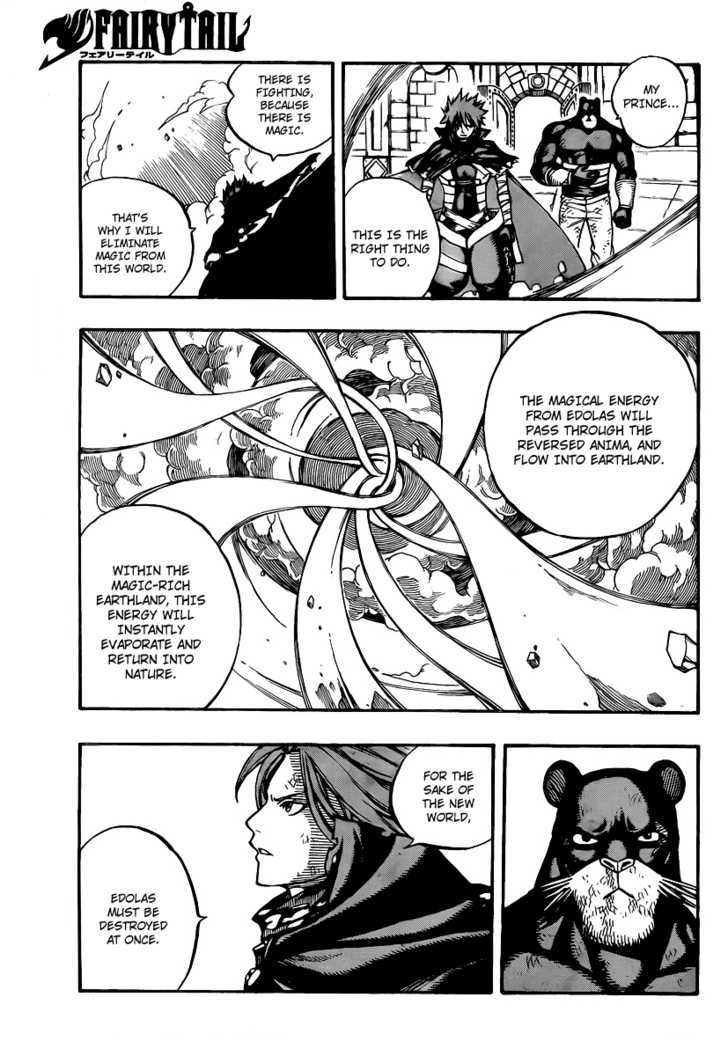 FAIRY TAIL
フェアリーテイル
MY
PRINCE...
THIS IS THE
RIGHT THING
TO DO.
THERE IS
FIGHTING,
BECAUSE
THERE IS
MAGIC.
THAT'S
WHY I WILL
ELIMINATE
MAGIC FROM
THIS WORLD.
THE MAGICAL ENERGY
FROM EDOLAS WILL
PASS THROUGH THE
REVERSED ANIMA, AND
FLOW INTO EARTHLAND.
WITHIN THE
MAGIC-RICH
EARTHLAND, THIS
ENERGY WILL
INSTANTLY
EVAPORATE AND
RETURN INTO
NATURE.
FOR THE
SAKE OF
THE NEW
WORLD,
EDOLAS
MUST BE
DESTROYED
AT ONCE.